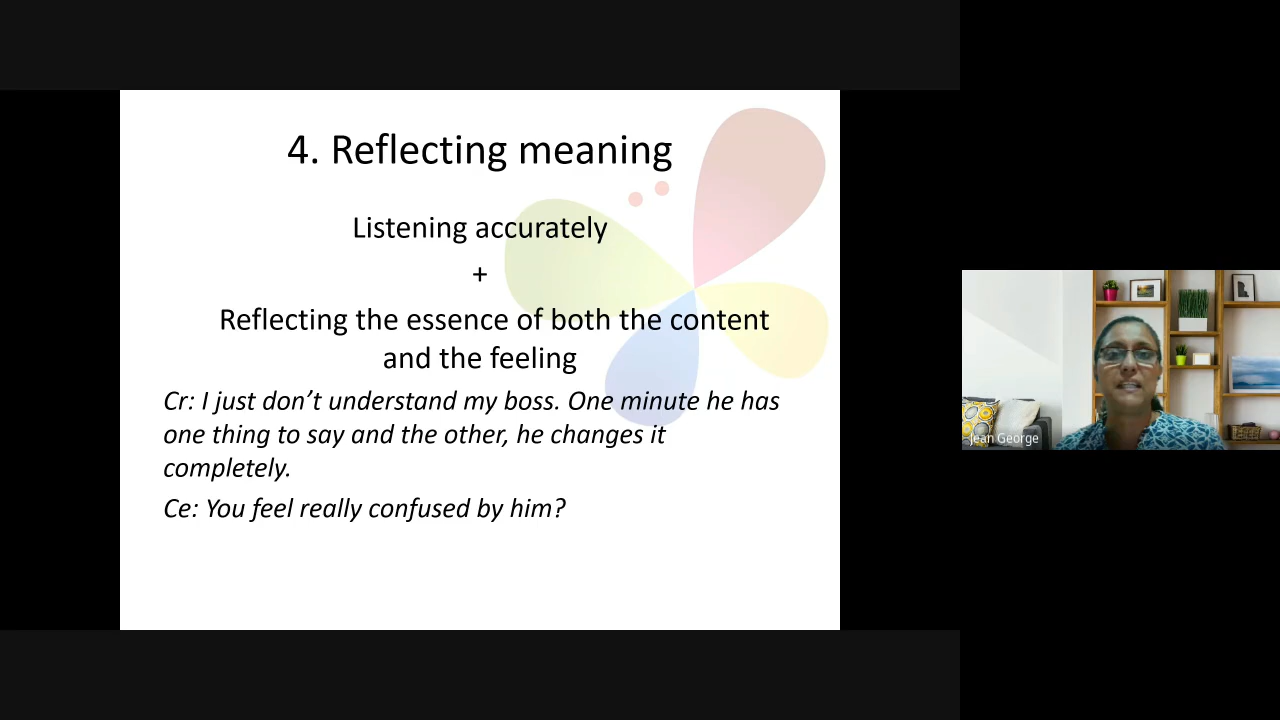 4. Reflecting meaning
Listening accurately
+
Reflecting the essence of both the content
and the feeling
Cr: I just don’t understand my boss. One minute he has
one thing to say and the other, he changes it
completely.
Ce: You feel really confused by him?
Jean George